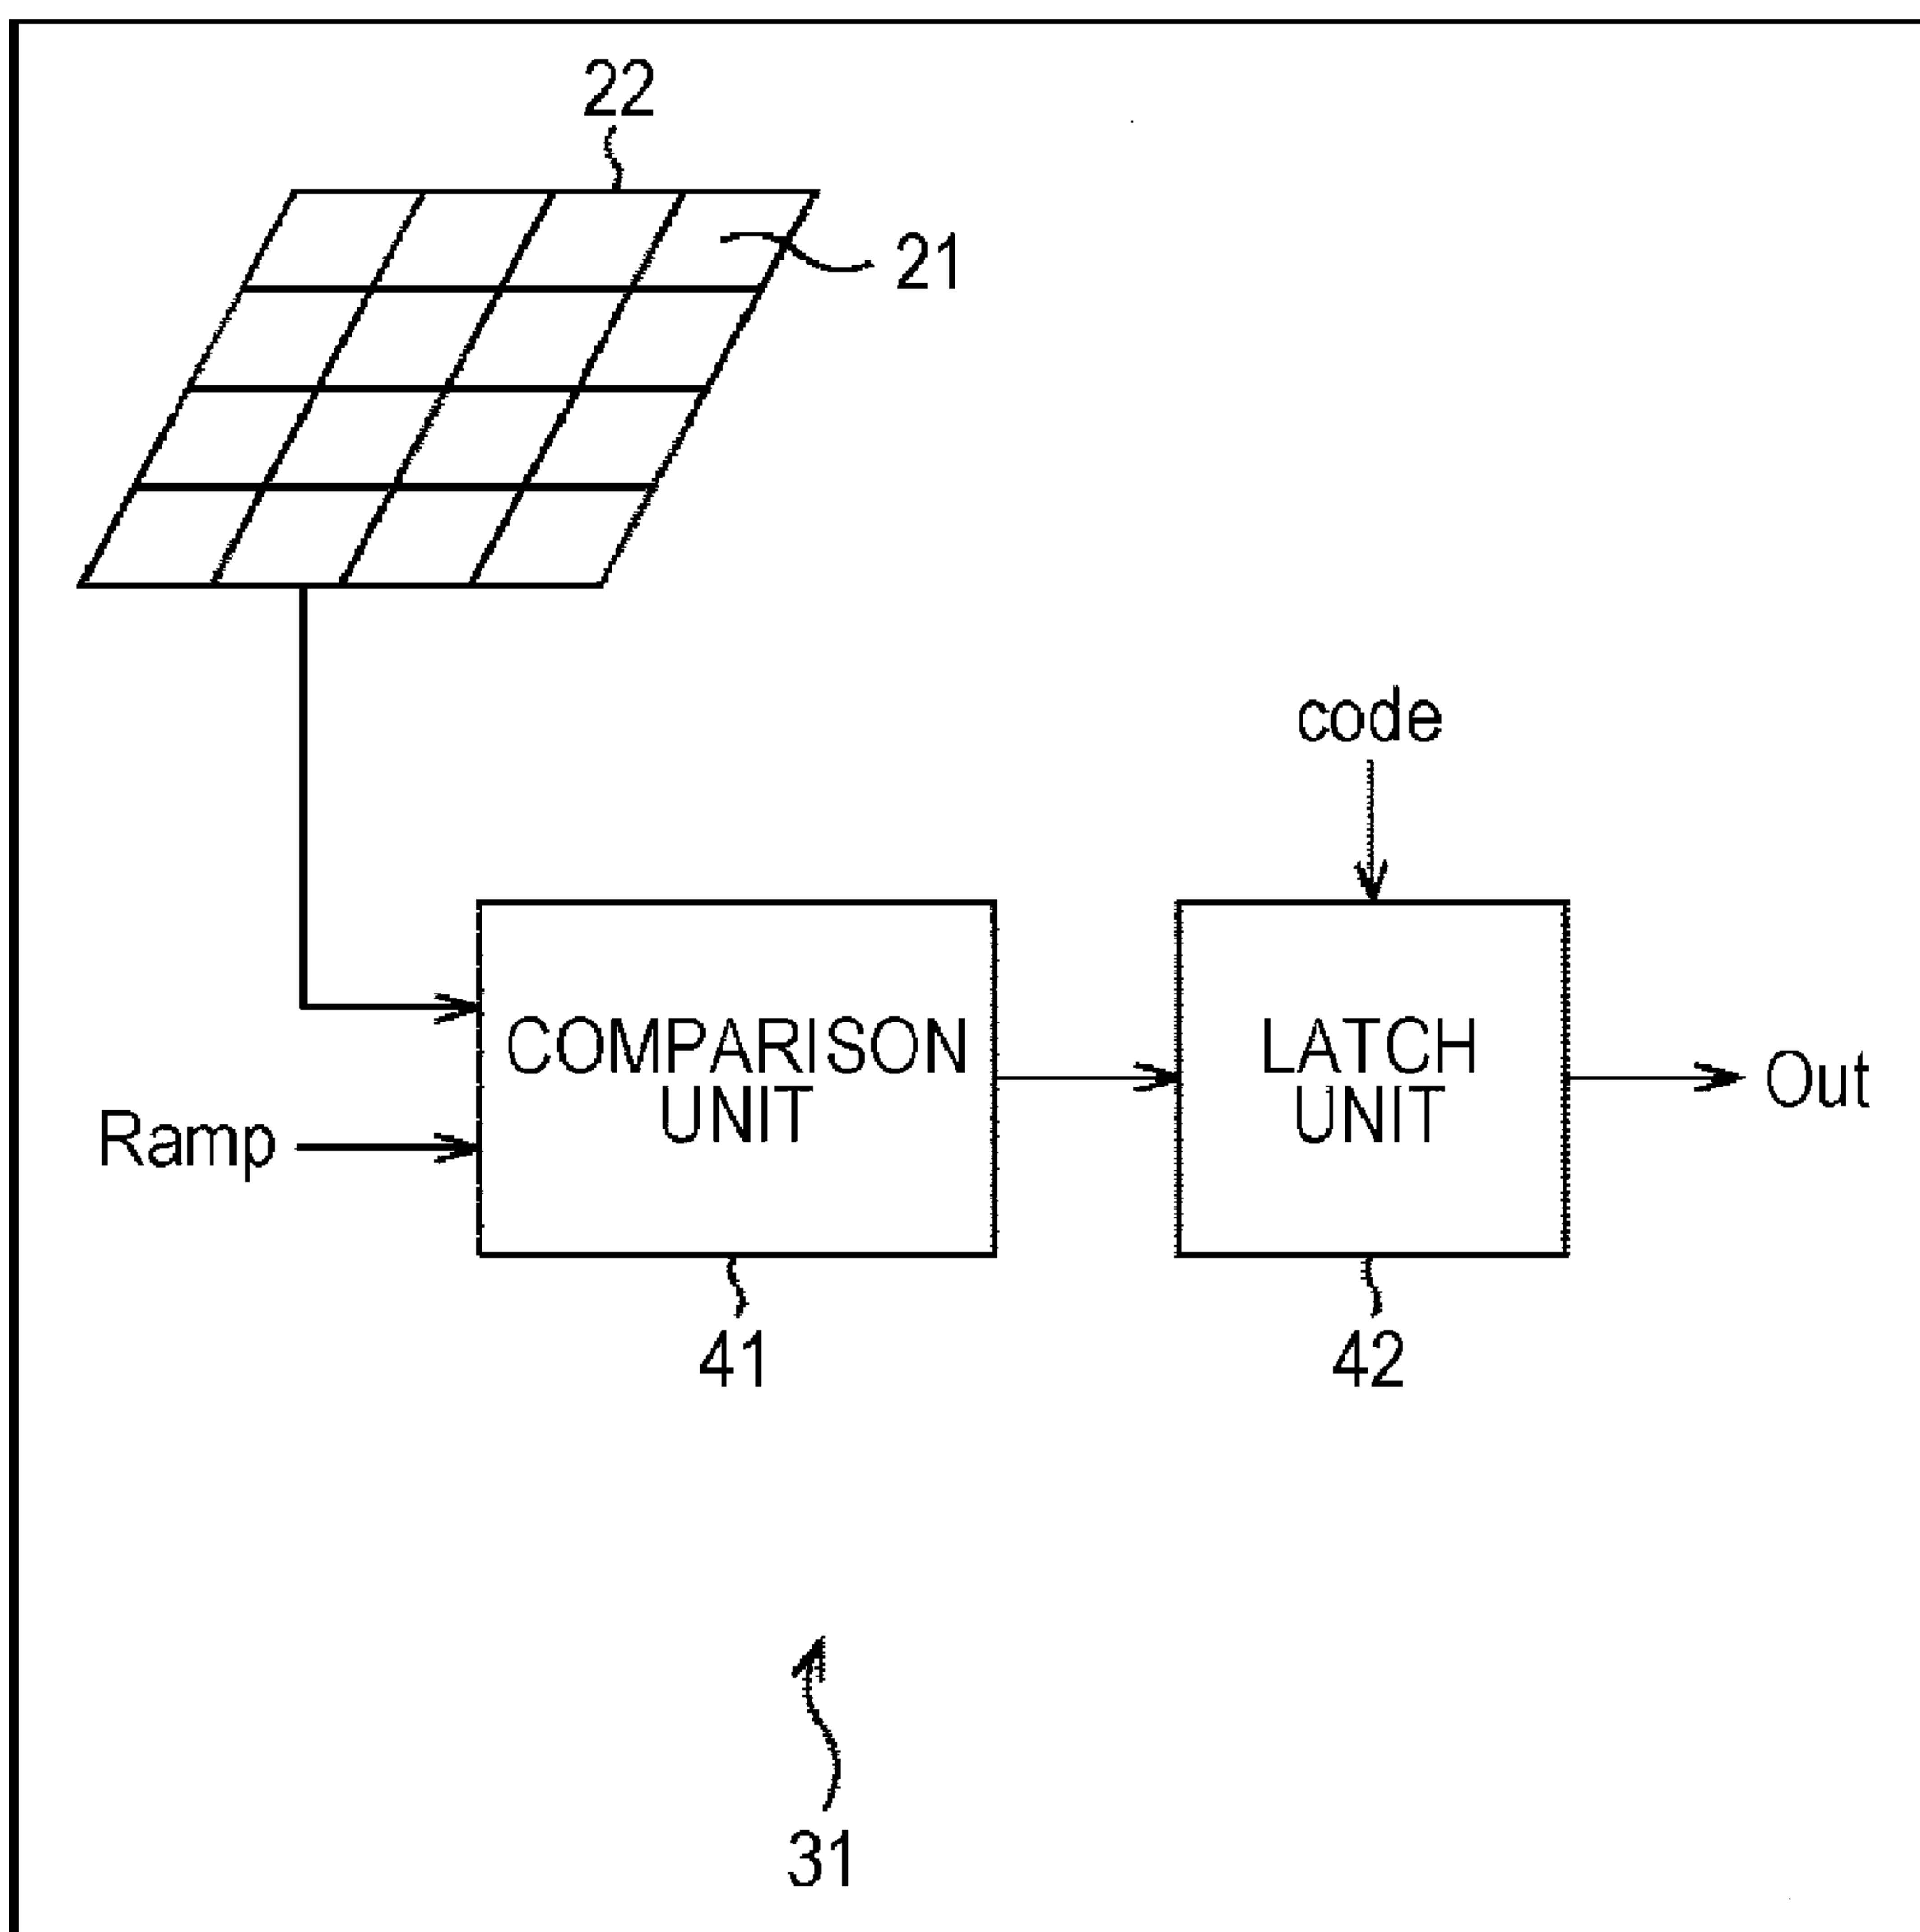 22
21
code
COMPARISON
UNIT
LATCH
UNIT
Out
Ramp
41
42
31